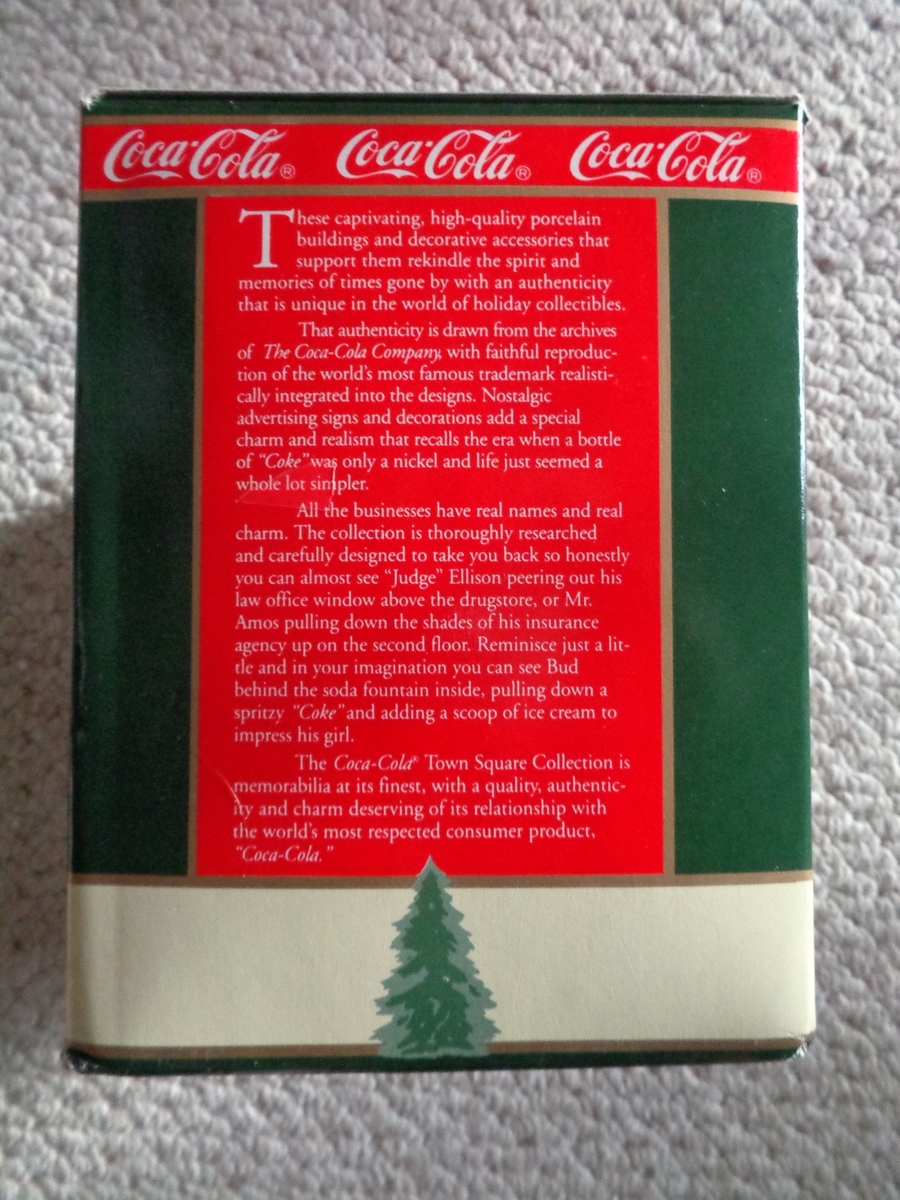 Coca-Cola® Coca-Cola® Coca-Cola®
These captivating, high-quality porcelain
buildings and decorative accessories that
support them rekindle the spirit and
memories of times gone by with an authenticity
that is unique in the world of holiday collectibles.
That authenticity is drawn from the archives
of The Coca-Cola Company, with faithful reproduc-
tion of the world's most famous trademark realisti-
cally integrated into the designs. Nostalgic
advertising signs and decorations add a special
charm and realism that recalls the era when a bottle
of "Coke" was only a nickel and life just seemed a
whole lot simpler.
All the businesses have real names and real
charm. The collection is thoroughly researched
and carefully designed to take you back so honestly
you can almost see "Judge" Ellison peering out his
law office window above the drugstore, or Mr.
Amos pulling down the shades of his insurance
agency up on the second floor. Reminisce just a lit-
tle and in your imagination you can see Bud
behind the soda fountain inside, pulling down a
spritzy "Coke" and adding a scoop of ice cream to
impress his girl.
The Coca-Cola® Town Square Collection is
memorabilia at its finest, with a quality, authentic-
ity and charm deserving of its relationship with
the world's most respected consumer product,
"Coca-Cola."